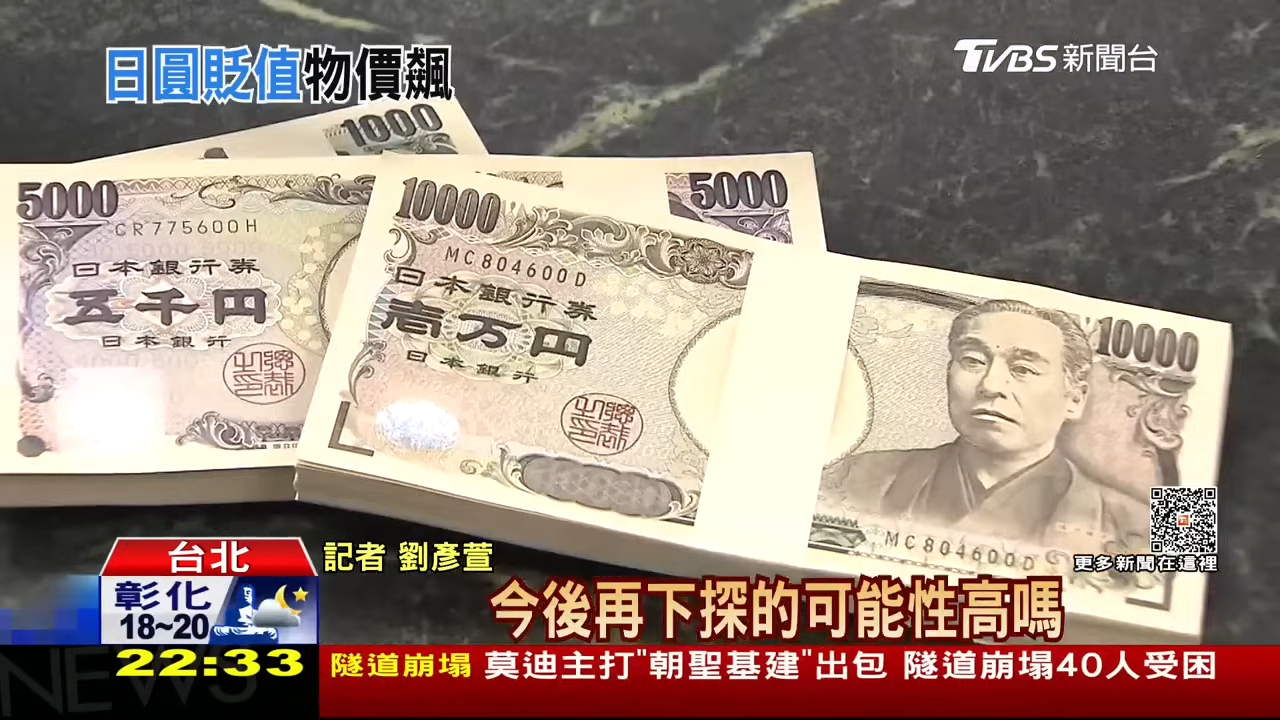 日圓貶值物價飆
TVBS新聞台
1000
5000
CR775600H
日本銀行券
五千円
日本銀行
10000
MC804600D
日本銀行券
壱万円
日本銀行
5000
10000
MC804600D
更多新聞在這裡
台北
記者 劉彥萱
彰化
18~20
今後再下探的可能性高嗎
22:33
隧道崩塌 莫迪主打"朝聖基建"出包 隧道崩塌40人受困
NEWS